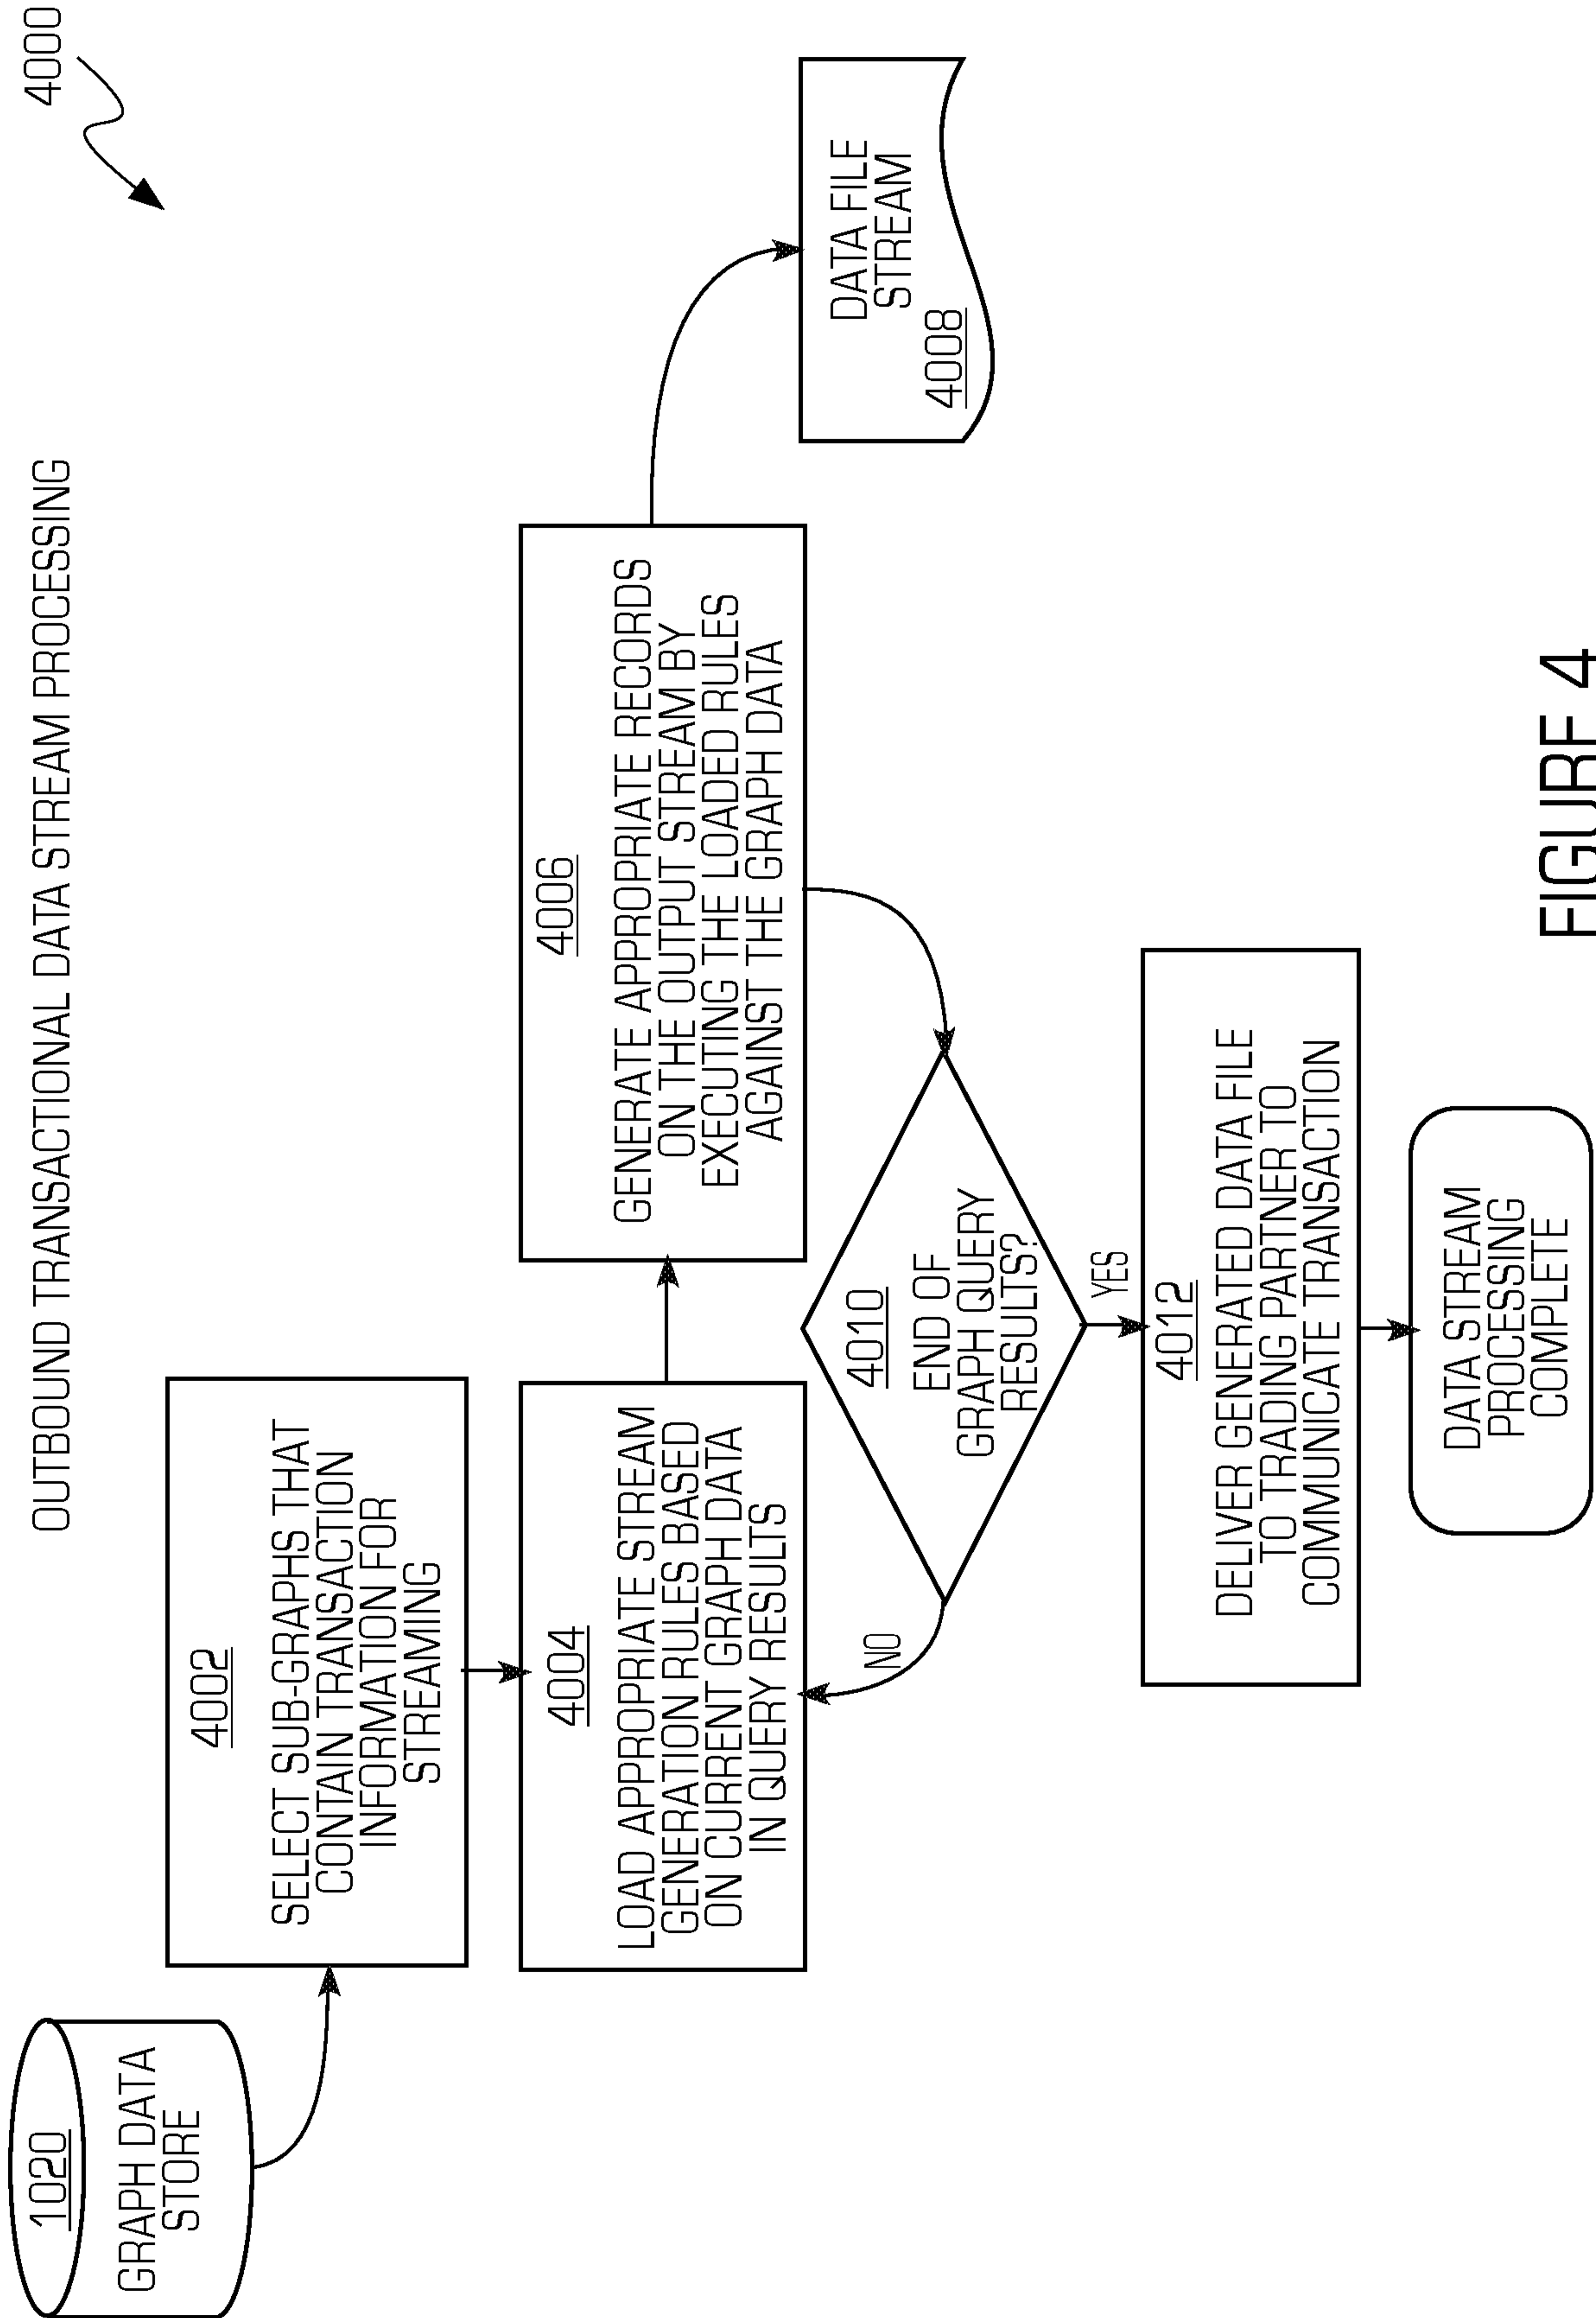 OUTBOUND TRANSACTIONAL DATA STREAM PROCESSING
4000
1020
GRAPH DATA
STORE
4002
SELECT SUB-GRAPHS THAT
CONTAIN TRANSACTION
INFORMATION FOR
STREAMING
4004
LOAD APPROPRIATE STREAM
GENERATION RULES BASED
ON CURRENT GRAPH DATA
IN QUERY RESULTS
4006
GENERATE APPROPRIATE RECORDS
ON THE OUTPUT STREAM BY
EXECUTING THE LOADED RULES
AGAINST THE GRAPH DATA
DATA FILE
STREAM
4008
4010
END OF
GRAPH QUERY
RESULTS?
NO
YES
4012
DELIVER GENERATED DATA FILE
TO TRADING PARTNER TO
COMMUNICATE TRANSACTION
DATA STREAM
PROCESSING
COMPLETE
FIGURE 4